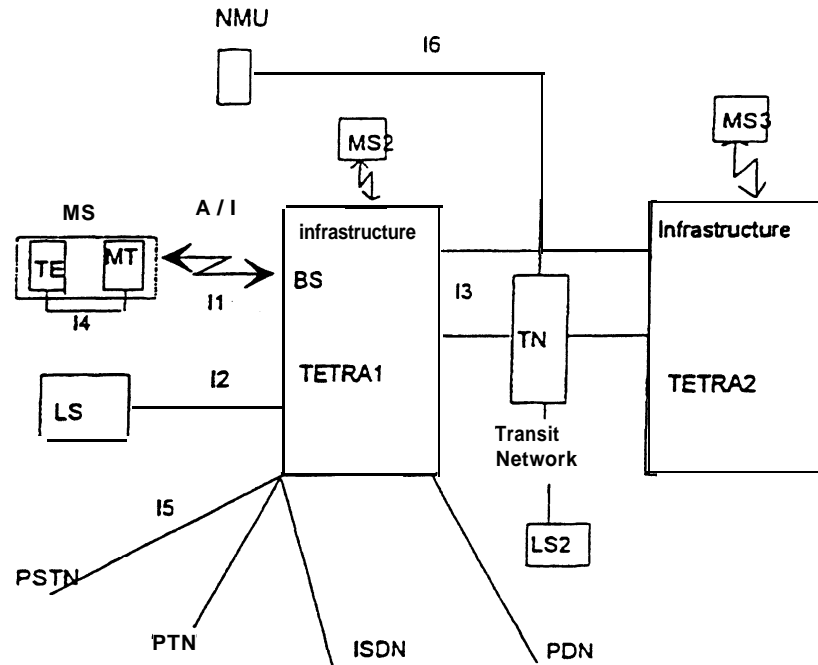 NMU
I6
MS2
MS3
MS
A / I
infrastructure
Infrastructure
TE
MT
BS
I4
I1
I3
TN
I2
TETRA1
TETRA2
LS
Transit
Network
I5
LS2
PSTN
PTN
ISDN
PDN